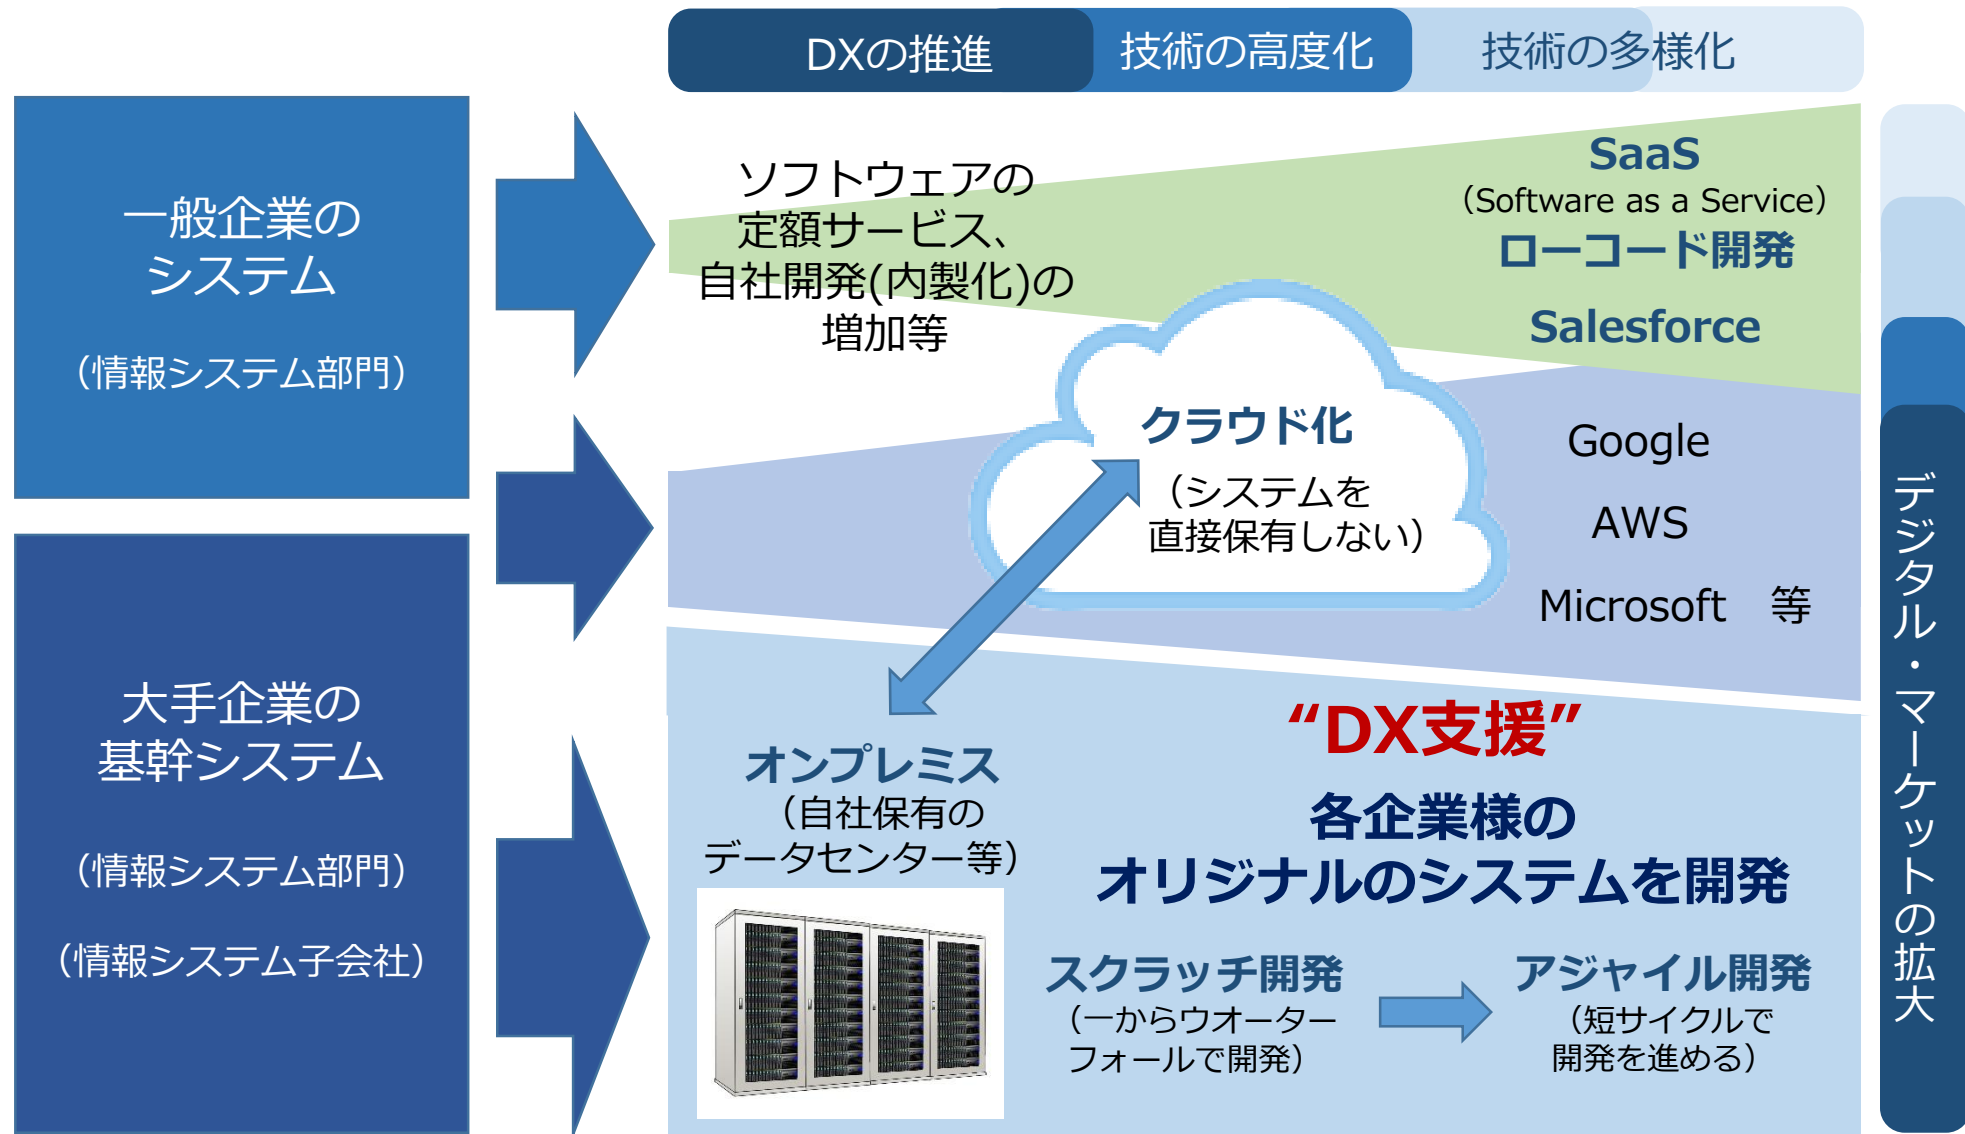 DXの推進
技術の高度化
技術の多様化
一般企業の
システム
（情報システム部門）
大手企業の
基幹システム
（情報システム部門）
（情報システム子会社）
ソフトウェアの
定額サービス、
自社開発(内製化)の
増加等
SaaS
（Software as a Service）
ローコード開発
Salesforce
クラウド化
（システムを
直接保有しない）
Google
AWS
Microsoft　等
オンプレミス
（自社保有の
データセンター等）
“DX支援”
各企業様の
オリジナルのシステムを開発
スクラッチ開発
（一からウオーター
フォールで開発）
アジャイル開発
（短サイクルで
開発を進める）
デジタル・マーケットの拡大